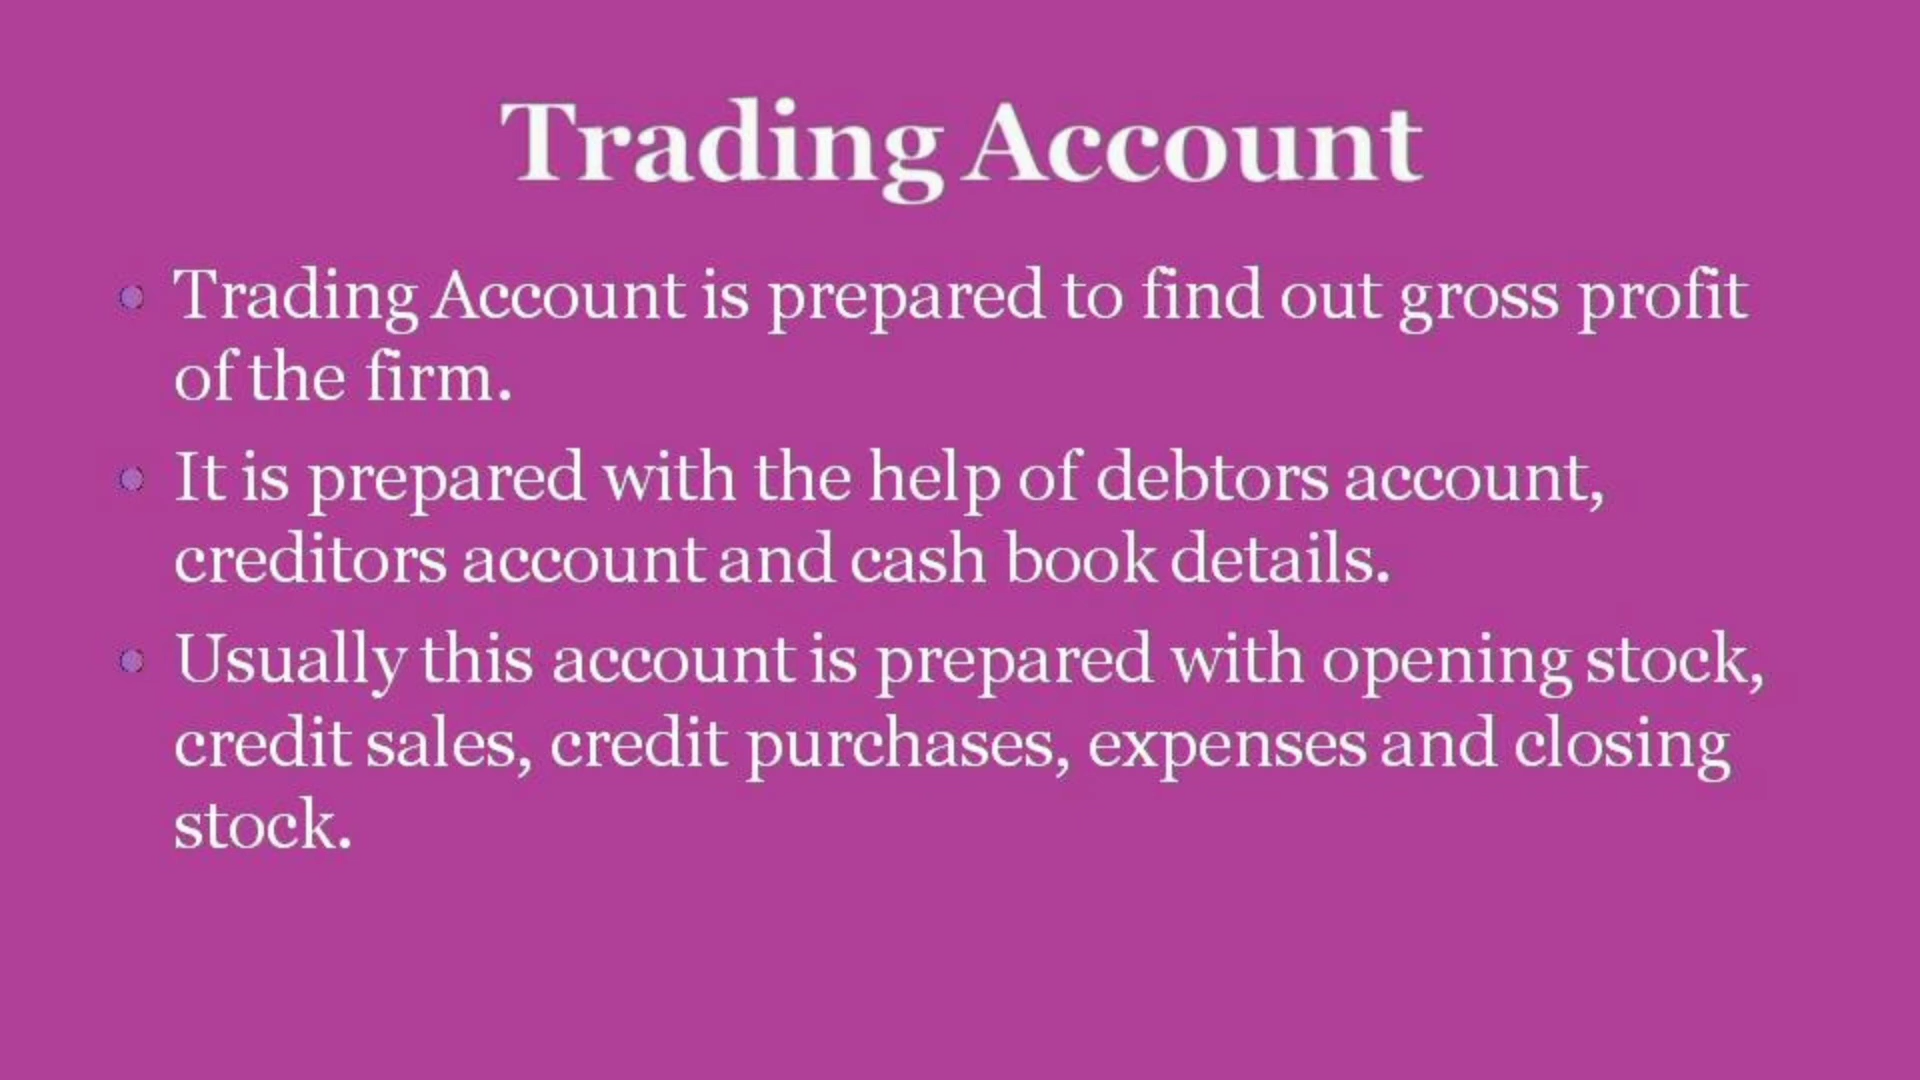 Trading Account
Trading Account is prepared to find out gross profit
of the firm.
It is prepared with the help of debtors account,
creditors account and cash book details.
Usually this account is prepared with opening stock,
credit sales, credit purchases, expenses and closing
stock.